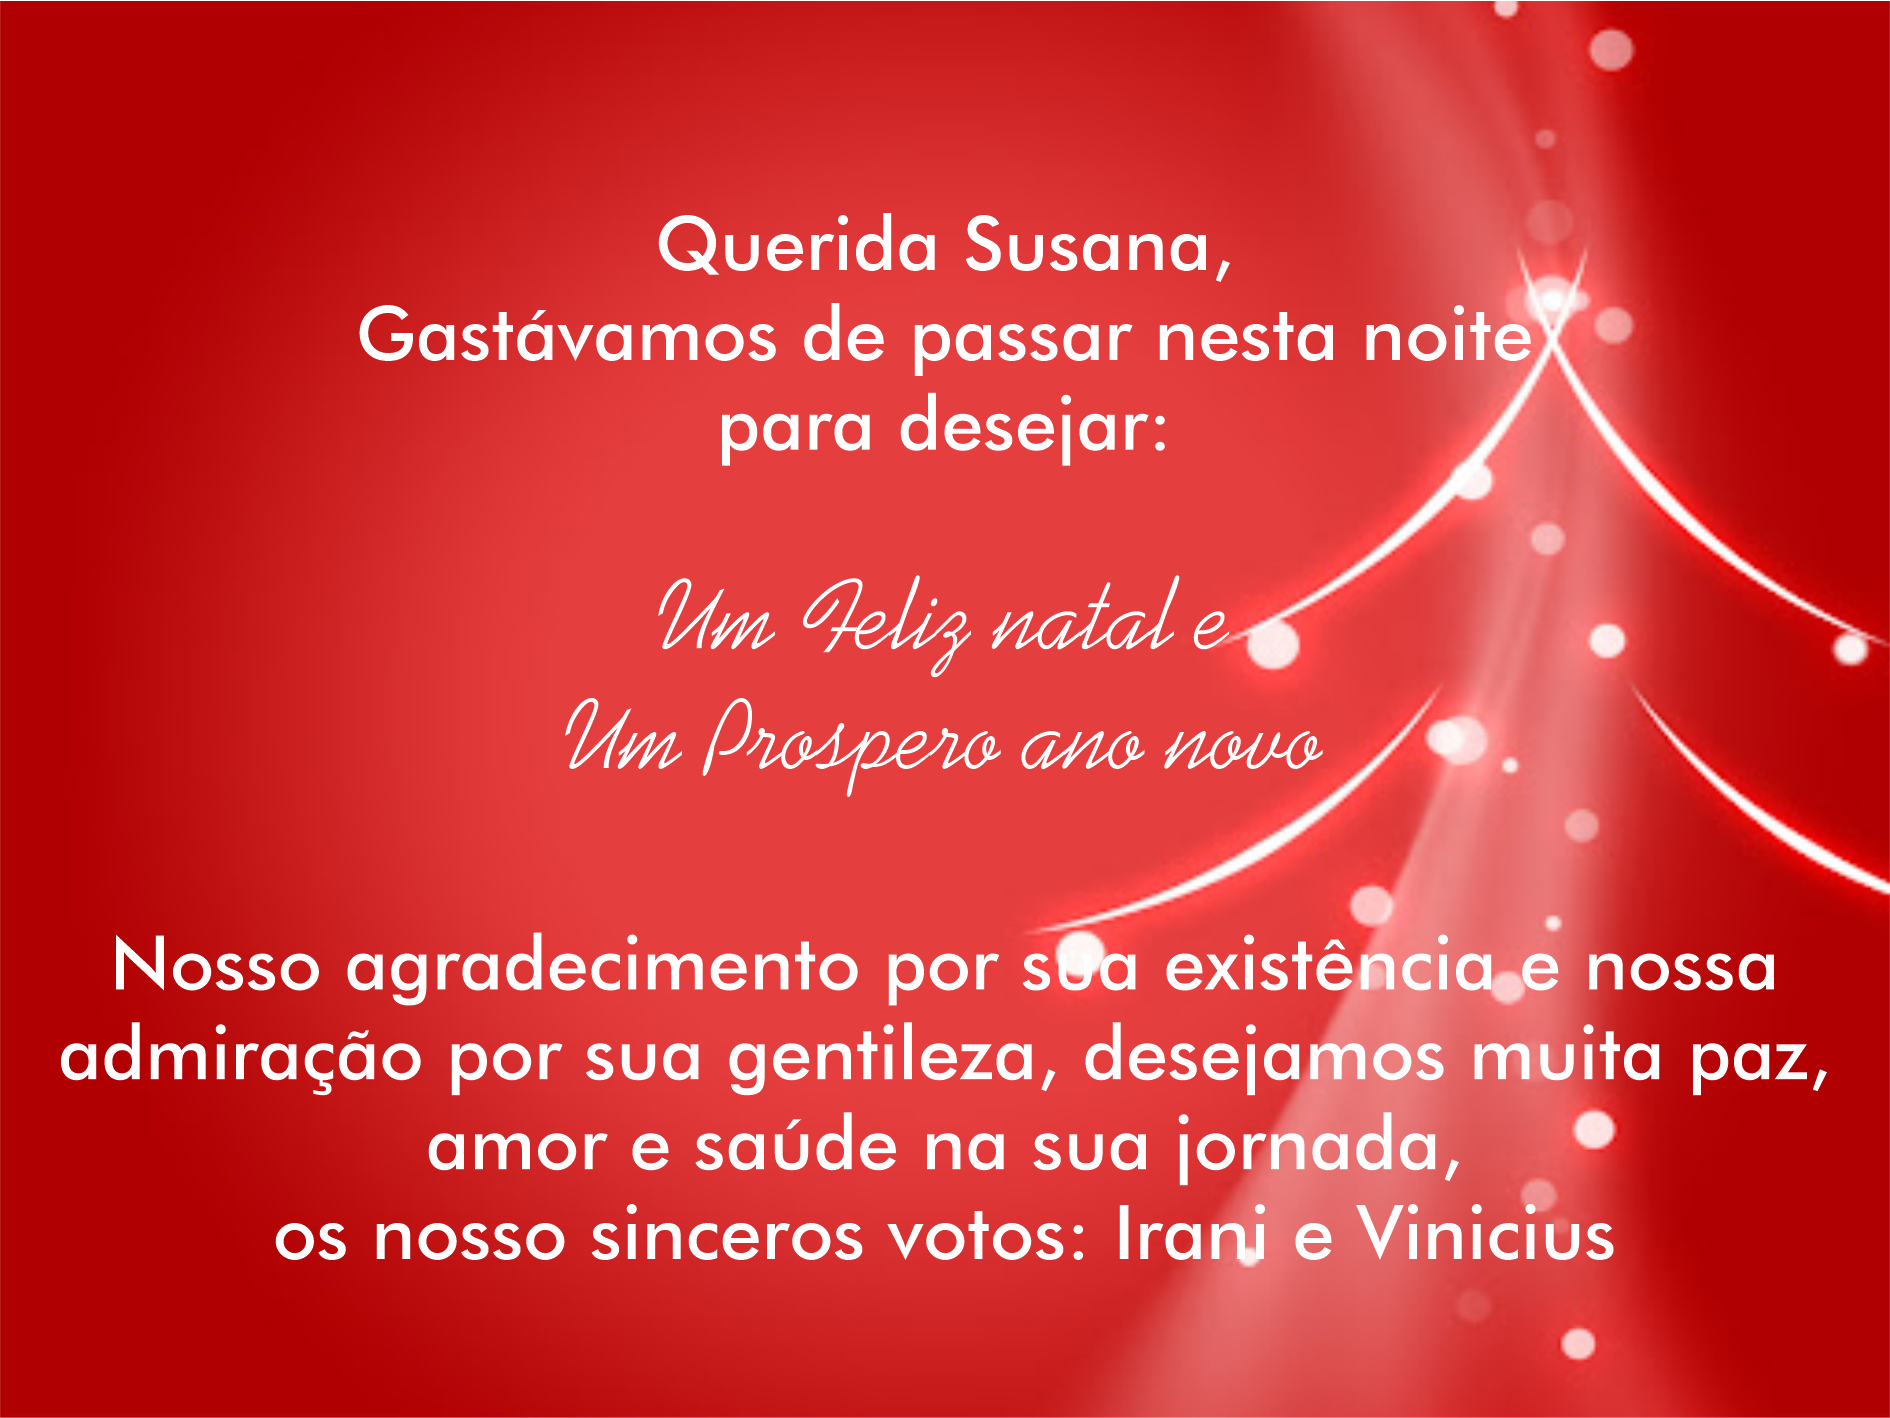 Querida Susana,
Gastávamos de passar nesta noite
para desejar:
Um Feliz natal e
Um Prospero ano novo
Nosso agradecimento por sua existência e nossa
admiração por sua gentileza, desejamos muita paz,
amor e saúde na sua jornada,
os nosso sinceros votos: Irani e Vinicius